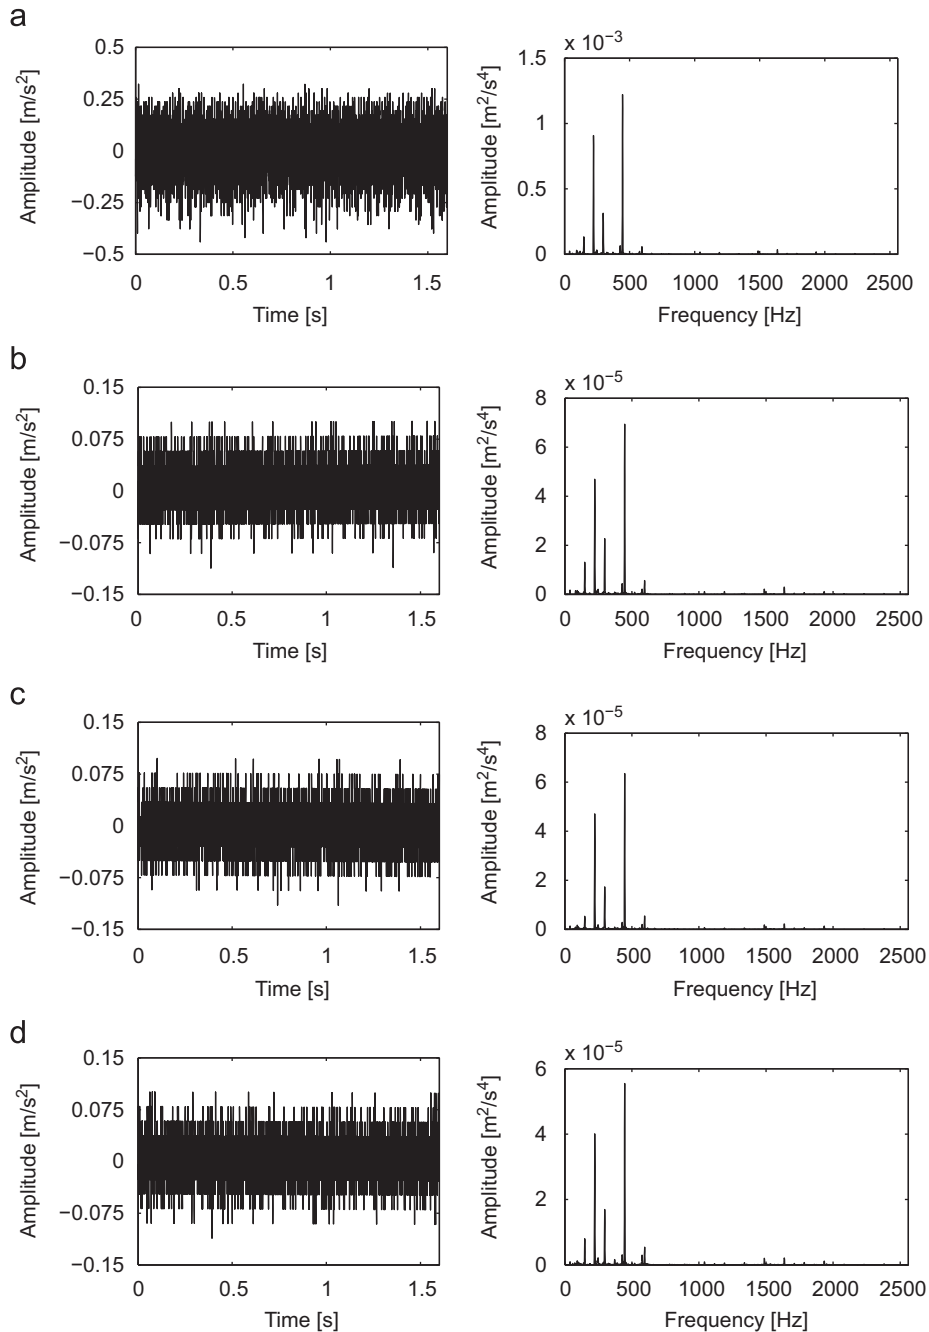 a
x 10⁻³
0.5
0.25
0
−0.25
−0.5
Amplitude [m/s²]
0 0.5 1 1.5
Time [s]
1.5
1
0.5
0
Amplitude [m²/s⁴]
0 500 1000 1500 2000 2500
Frequency [Hz]
b
x 10⁻⁵
0.15
0.075
0
−0.075
−0.15
Amplitude [m/s²]
0 0.5 1 1.5
Time [s]
8
6
4
2
0
Amplitude [m²/s⁴]
0 500 1000 1500 2000 2500
Frequency [Hz]
c
x 10⁻⁵
0.15
0.075
0
−0.075
−0.15
Amplitude [m/s²]
0 0.5 1 1.5
Time [s]
8
6
4
2
0
Amplitude [m²/s⁴]
0 500 1000 1500 2000 2500
Frequency [Hz]
d
x 10⁻⁵
0.15
0.075
0
−0.075
−0.15
Amplitude [m/s²]
0 0.5 1 1.5
Time [s]
6
4
2
0
Amplitude [m²/s⁴]
0 500 1000 1500 2000 2500
Frequency [Hz]